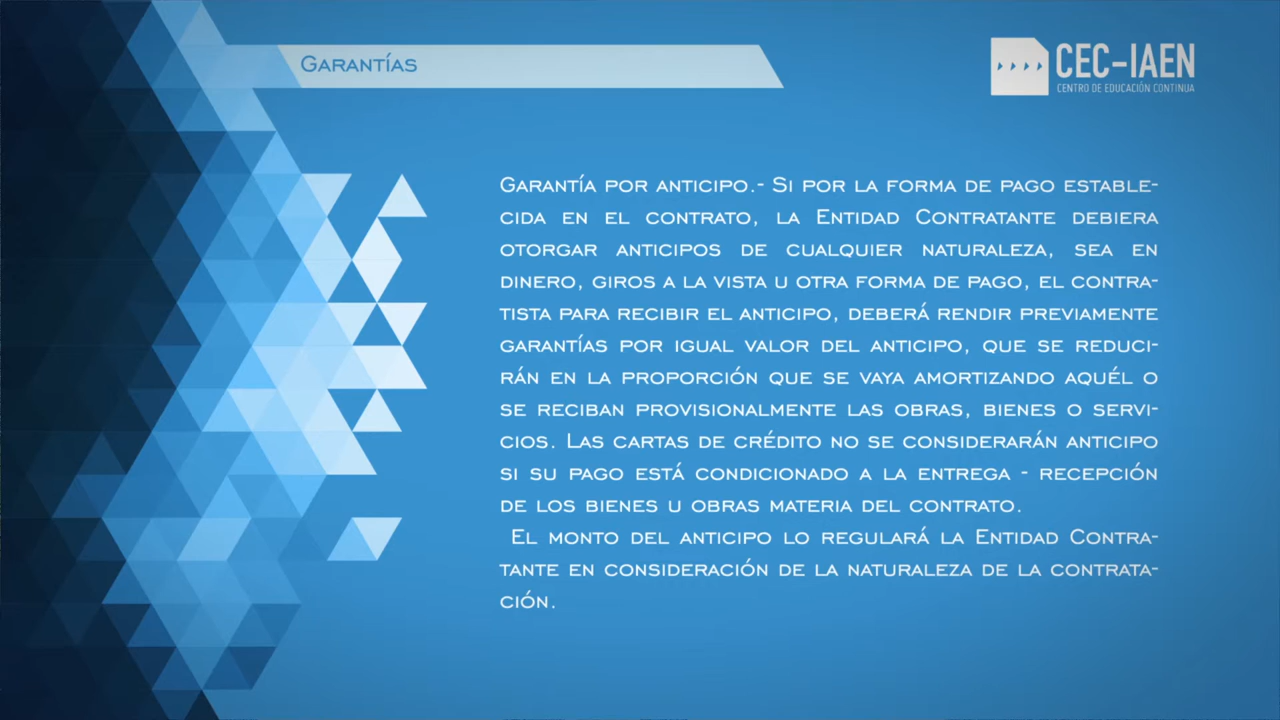 Garantías
CEC-IAEN
CENTRO DE EDUCACIÓN CONTINUA
Garantía por anticipo.- Si por la forma de pago estable-
cida en el contrato, la Entidad Contratante debiera
otorgar anticipos de cualquier naturaleza, sea en
dinero, giros a la vista u otra forma de pago, el contra-
tista para recibir el anticipo, deberá rendir previamente
garantías por igual valor del anticipo, que se reduci-
rán en la proporción que se vaya amortizando aquél o
se reciban provisionalmente las obras, bienes o servi-
cios. Las cartas de crédito no se considerarán anticipo
si su pago está condicionado a la entrega - recepción
de los bienes u obras materia del contrato.
El monto del anticipo lo regulará la Entidad Contra-
tante en consideración de la naturaleza de la contrata-
ción.